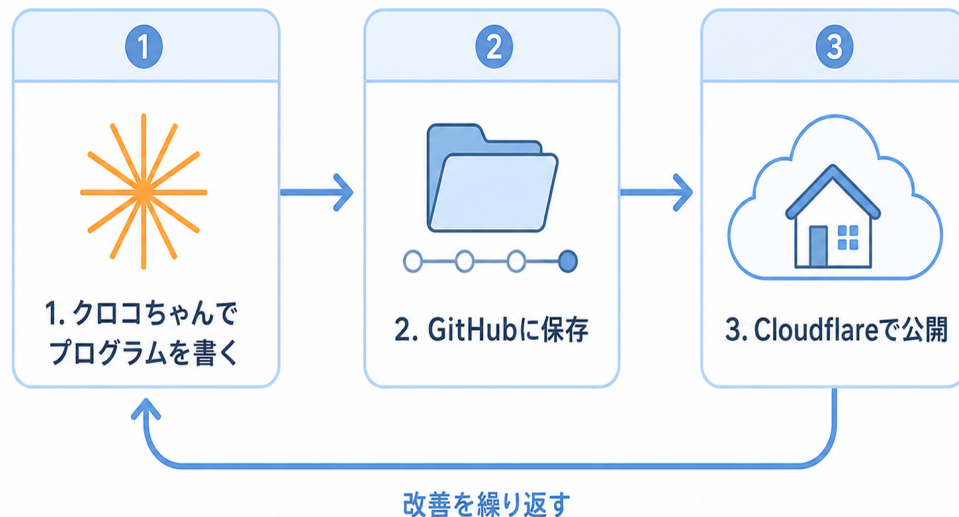 1
2
3
1. クロコちゃんで
プログラムを書く
2. GitHubに保存
3. Cloudflareで公開
改善を繰り返す